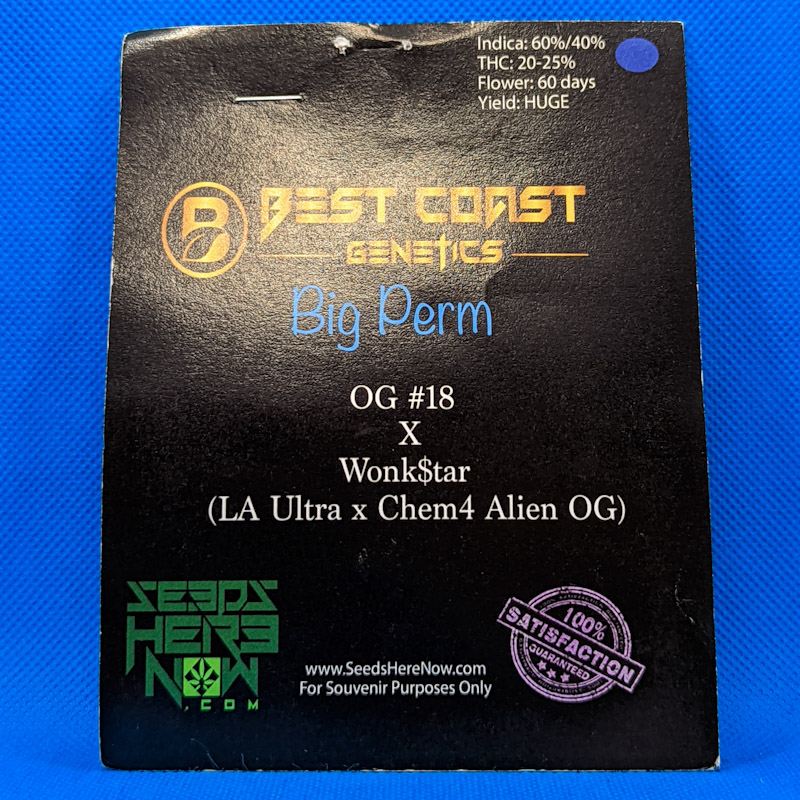 Indica: 60%/40%
THC: 20-25%
Flower: 60 days
Yield: HUGE
B
BEST COAST
GENETICS
Big Perm
OG #18
X
Wonk$tar
(LA Ultra x Chem4 Alien OG)
SEEDS
HERE
NOW
.COM
www.SeedsHereNow.com
For Souvenir Purposes Only
100%
SATISFACTION
GUARANTEED